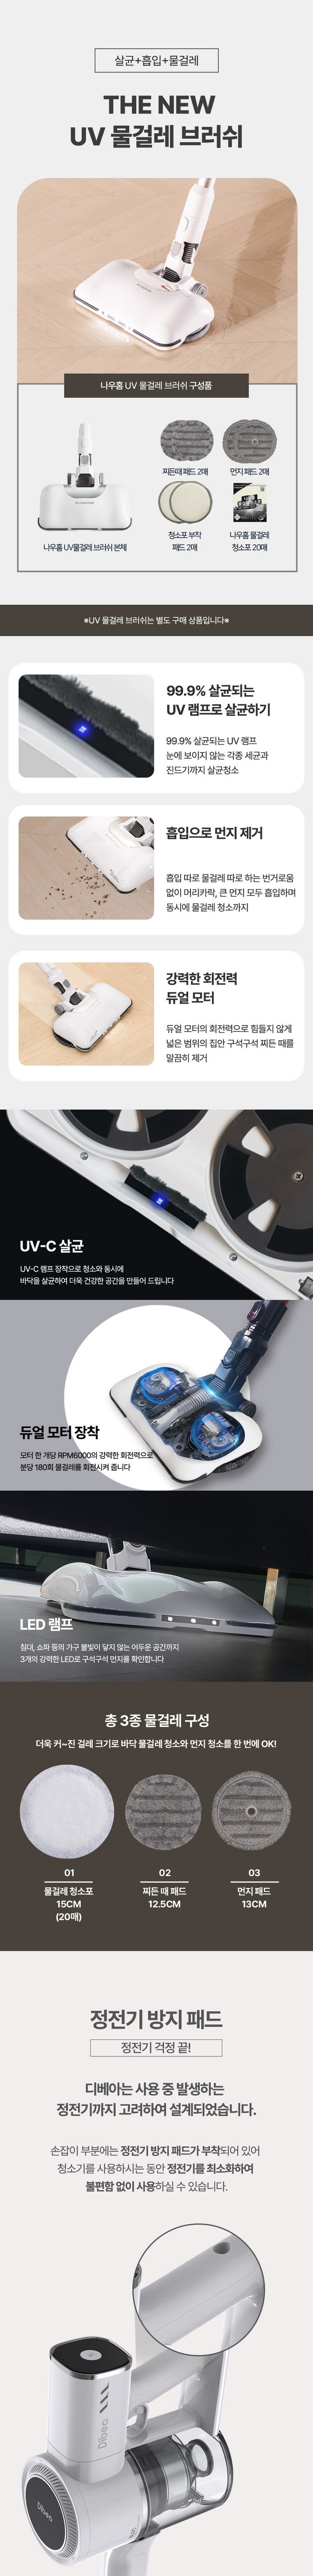 살균+흡입+물걸레
THE NEW
UV 물걸레 브러쉬
나우홈 UV 물걸레 브러쉬 구성품
찌든때 패드 2매
먼지 패드 2매
나우홈 UV물걸레 브러쉬 본체
청소포 부착
패드 2매
나우홈 물걸레
청소포 20매
※UV 물걸레 브러쉬는 별도 구매 상품입니다※
99.9% 살균되는
UV 램프로 살균하기
99.9% 살균되는 UV 램프
눈에 보이지 않는 각종 세균과
진드기까지 살균청소
흡입으로 먼지 제거
흡입 따로 물걸레 따로 하는 번거로움
없이 머리카락, 큰 먼지 모두 흡입하며
동시에 물걸레 청소까지
강력한 회전력
듀얼 모터
듀얼 모터의 회전력으로 힘들지 않게
넓은 범위의 집안 구석구석 찌든 때를
말끔히 제거
UV-C 살균
UV-C 램프 장착으로 청소와 동시에
바닥을 살균하여 더욱 건강한 공간을 만들어 드립니다
듀얼 모터 장착
모터 한 개당 RPM6000의 강력한 회전력으로
분당 180회 물걸레를 회전시켜 줍니다
LED 램프
침대, 쇼파 등의 가구 불빛이 닿지 않는 어두운 공간까지
3개의 강력한 LED로 구석구석 먼지를 확인합니다
총 3종 물걸레 구성
더욱 커~진 걸레 크기로 바닥 물걸레 청소와 먼지 청소를 한 번에 OK!
01
물걸레 청소포
15CM
(20매)
02
찌든 때 패드
12.5CM
03
먼지 패드
13CM
정전기 방지 패드
정전기 걱정 끝!
디베아는 사용 중 발생하는
정전기까지 고려하여 설계되었습니다.
손잡이 부분에는 정전기 방지 패드가 부착되어 있어
청소기를 사용하시는 동안 정전기를 최소화하여
불편함 없이 사용하실 수 있습니다.
Dibea
Dibea